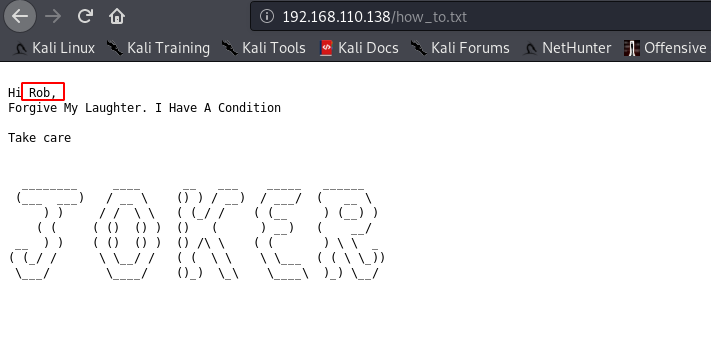 192.168.110.138/how_to.txt
Kali Linux Kali Training Kali Tools Kali Docs Kali Forums NetHunter Offensive
Hi Rob,
Forgive My Laughter. I Have A Condition
Take care
JOKER